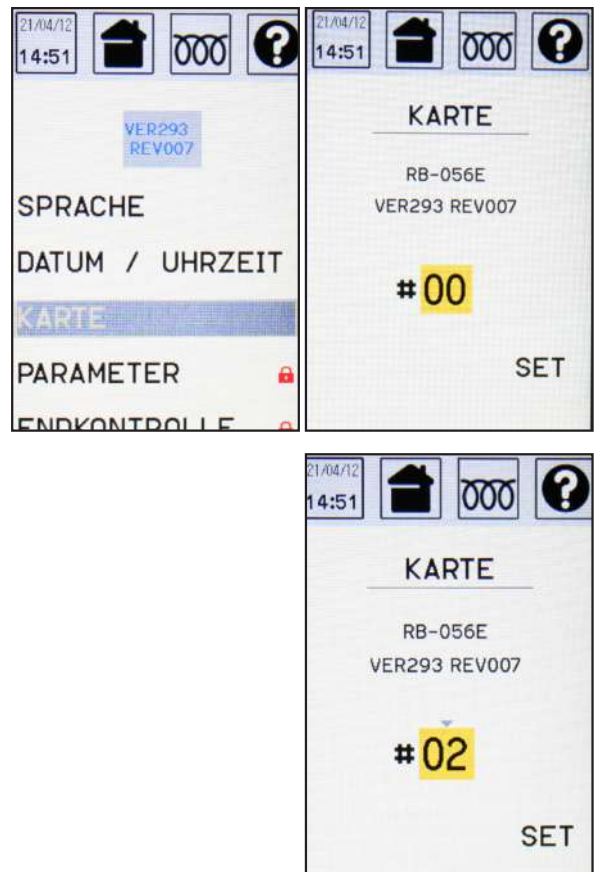 21/04/12
14:51
VER293
REV007
SPRACHE
DATUM / UHRZEIT
KARTE
PARAMETER
ENDKONTROLLE
21/04/12
14:51
KARTE
RB-056E
VER293 REV007
#00
SET
21/04/12
14:51
KARTE
RB-056E
VER293 REV007
#02
SET